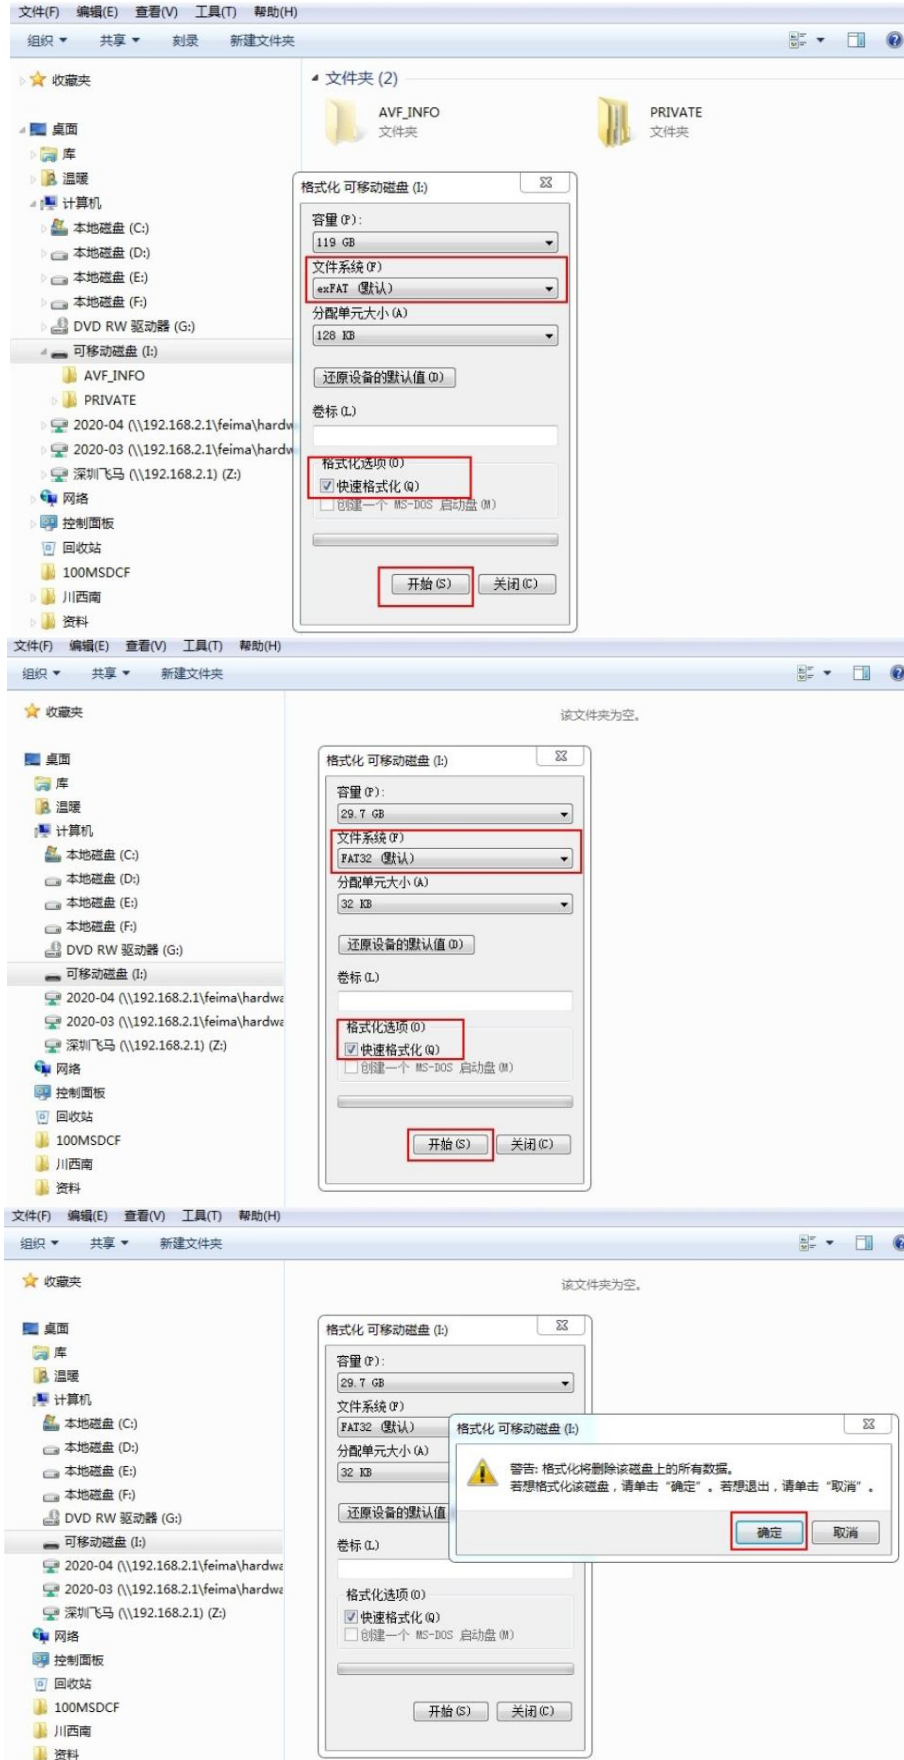 文件(F) 编辑(E) 查看(V) 工具(T) 帮助(H)
组织 共享 刻录 新建文件夹
收藏夹
桌面
库
温暖
计算机
本地磁盘 (C:)
本地磁盘 (D:)
本地磁盘 (E:)
本地磁盘 (F:)
DVD RW 驱动器 (G:)
可移动磁盘 (I:)
AVF_INFO
PRIVATE
2020-04 (\\192.168.2.1\feima\hardw
2020-03 (\\192.168.2.1\feima\hardw
深圳飞马 (\\192.168.2.1) (Z:)
网络
控制面板
回收站
100MSDCF
川西南
资料
文件夹 (2)
AVF_INFO
文件夹
PRIVATE
文件夹
格式化 可移动磁盘 (I:)
容量(P):
119 GB
文件系统(F)
exFAT (默认)
分配单元大小(A)
128 KB
还原设备的默认值(D)
卷标(L)
格式化选项(O)
快速格式化(Q)
创建一个 MS-DOS 启动盘(M)
开始(S) 关闭(C)
文件(F) 编辑(E) 查看(V) 工具(T) 帮助(H)
组织 共享 新建文件夹
收藏夹
桌面
库
温暖
计算机
本地磁盘 (C:)
本地磁盘 (D:)
本地磁盘 (E:)
本地磁盘 (F:)
DVD RW 驱动器 (G:)
可移动磁盘 (I:)
2020-04 (\\192.168.2.1\feima\hardwa
2020-03 (\\192.168.2.1\feima\hardwa
深圳飞马 (\\192.168.2.1) (Z:)
网络
控制面板
回收站
100MSDCF
川西南
资料
该文件夹为空。
格式化 可移动磁盘 (I:)
容量(P):
29.7 GB
文件系统(F)
FAT32 (默认)
分配单元大小(A)
32 KB
还原设备的默认值(D)
卷标(L)
格式化选项(O)
快速格式化(Q)
创建一个 MS-DOS 启动盘(M)
开始(S) 关闭(C)
文件(F) 编辑(E) 查看(V) 工具(T) 帮助(H)
组织 共享 新建文件夹
收藏夹
桌面
库
温暖
计算机
本地磁盘 (C:)
本地磁盘 (D:)
本地磁盘 (E:)
本地磁盘 (F:)
DVD RW 驱动器 (G:)
可移动磁盘 (I:)
2020-04 (\\192.168.2.1\feima\hardwa
2020-03 (\\192.168.2.1\feima\hardwa
深圳飞马 (\\192.168.2.1) (Z:)
网络
控制面板
回收站
100MSDCF
川西南
资料
该文件夹为空。
格式化 可移动磁盘 (I:)
容量(P):
29.7 GB
文件系统(F)
FAT32 (默认)
分配单元大小(A)
32 KB
还原设备的默认值
卷标(L)
格式化选项(O)
快速格式化(Q)
创建一个 MS-DOS 启动盘(M)
开始(S) 关闭(C)
格式化 可移动磁盘 (I:)
警告: 格式化将删除该磁盘上的所有数据。
若想格式化该磁盘，请单击“确定”。若想退出，请单击“取消”。
确定 取消